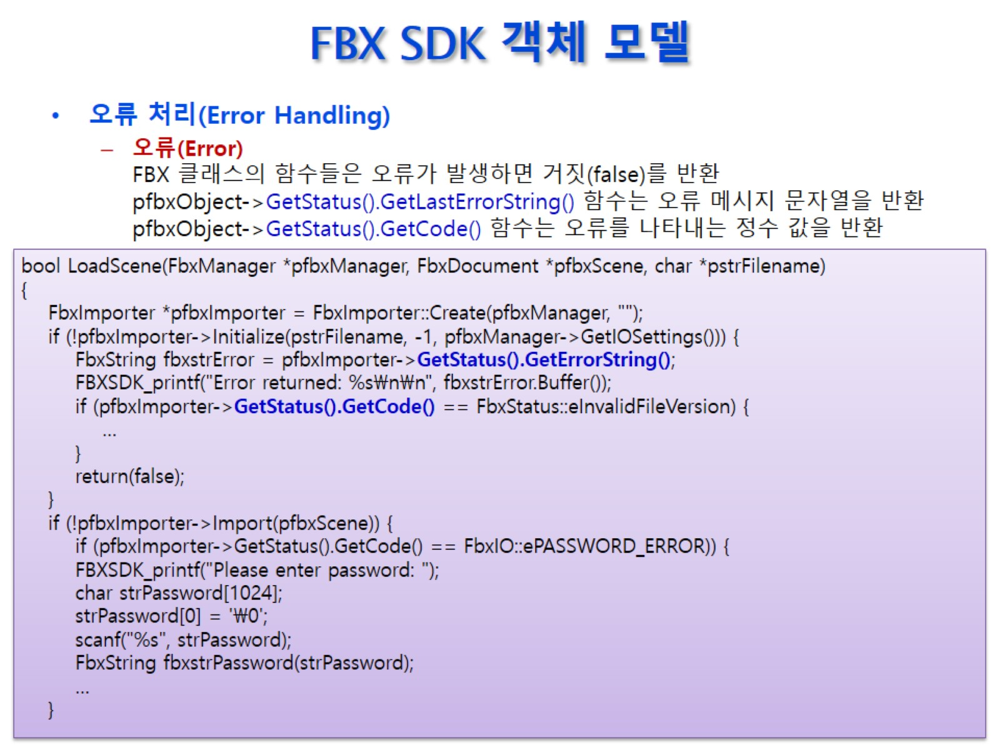 FBX SDK 객체 모델
• 오류 처리(Error Handling)
– 오류(Error)
FBX 클래스의 함수들은 오류가 발생하면 거짓(false)를 반환
pfbxObject->GetStatus().GetLastErrorString() 함수는 오류 메시지 문자열을 반환
pfbxObject->GetStatus().GetCode() 함수는 오류를 나타내는 정수 값을 반환
bool LoadScene(FbxManager *pfbxManager, FbxDocument *pfbxScene, char *pstrFilename)
{
FbxImporter *pfbxImporter = FbxImporter::Create(pfbxManager, "");
if (!pfbxImporter->Initialize(pstrFilename, -1, pfbxManager->GetIOSettings())) {
FbxString fbxstrError = pfbxImporter->GetStatus().GetErrorString();
FBXSDK_printf("Error returned: %s₩n₩n", fbxstrError.Buffer());
if (pfbxImporter->GetStatus().GetCode() == FbxStatus::eInvalidFileVersion) {
...
}
return(false);
}
if (!pfbxImporter->Import(pfbxScene)) {
if (pfbxImporter->GetStatus().GetCode() == FbxIO::ePASSWORD_ERROR)) {
FBXSDK_printf("Please enter password: ");
char strPassword[1024];
strPassword[0] = '₩0';
scanf("%s", strPassword);
FbxString fbxstrPassword(strPassword);
...
}